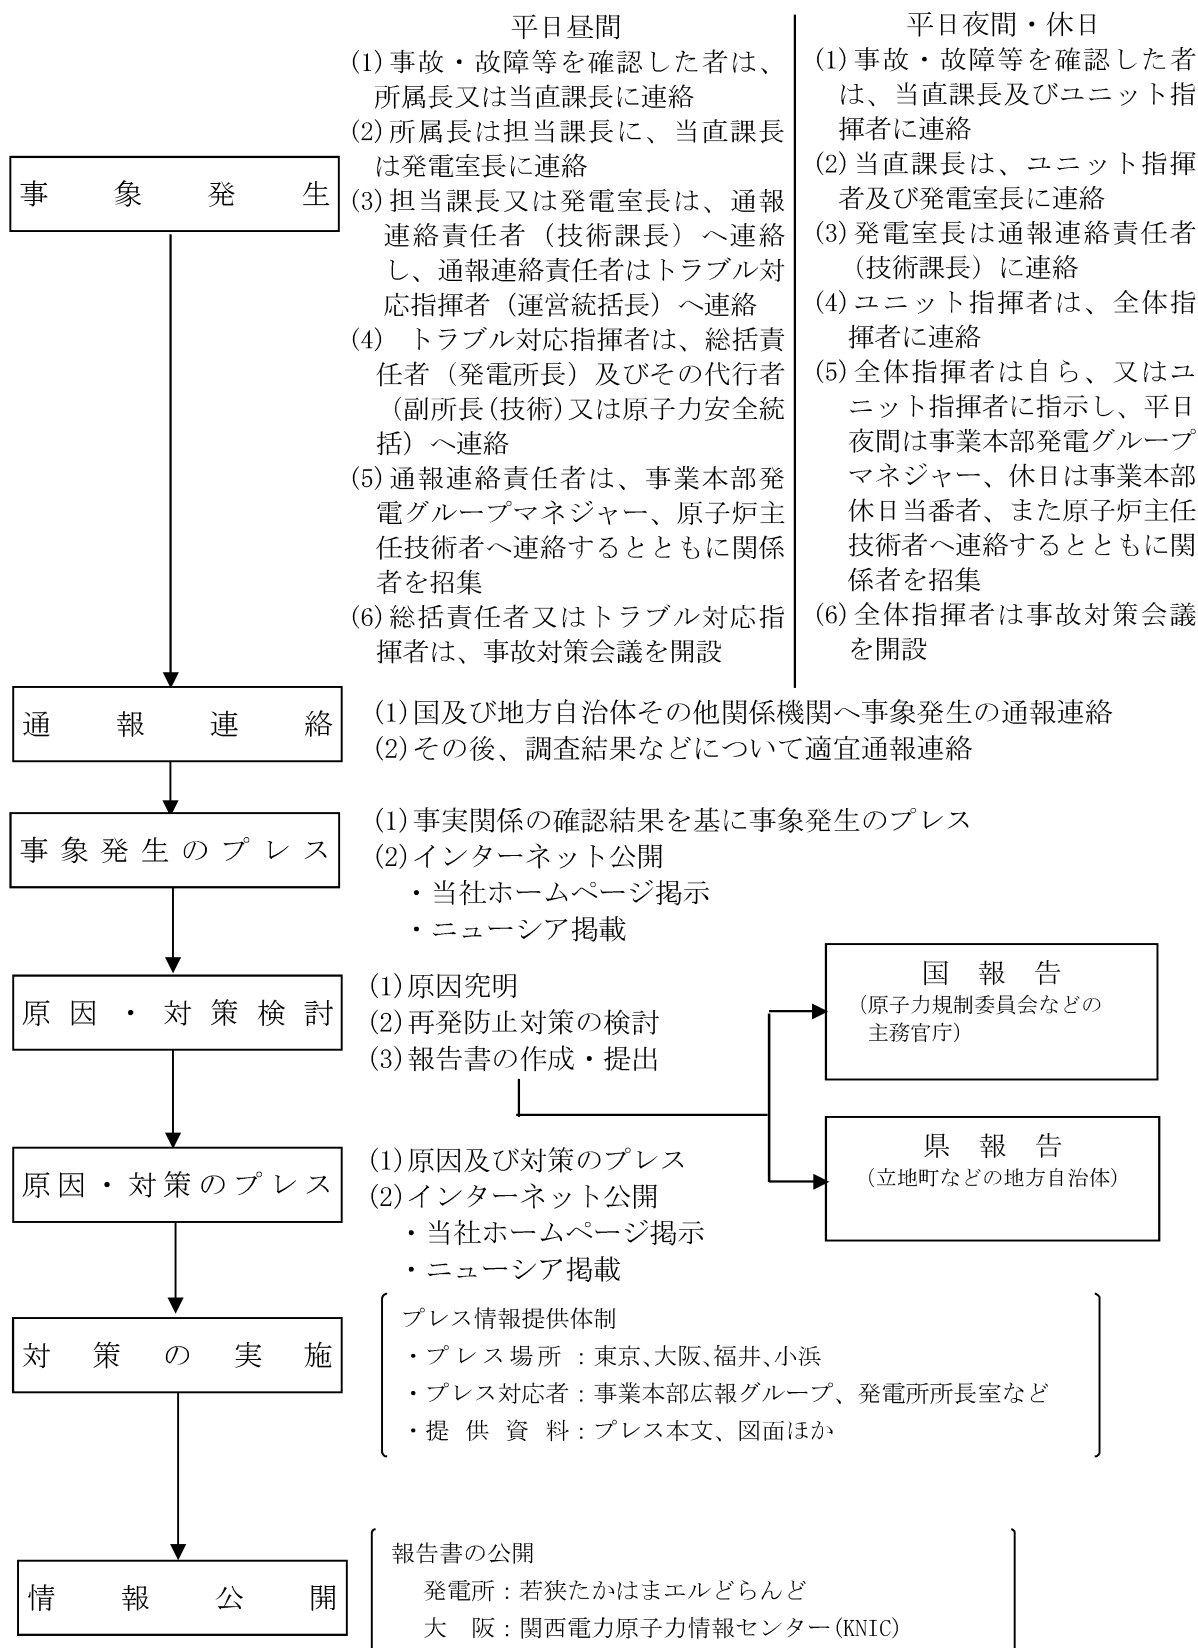 平日昼間
(1)事故・故障等を確認した者は、
所属長又は当直課長に連絡
(2)所属長は担当課長に、当直課長
は発電室長に連絡
(3)担当課長又は発電室長は、通報
連絡責任者（技術課長）へ連絡
し、通報連絡責任者はトラブル対
応指揮者（運営統括長）へ連絡
(4) トラブル対応指揮者は、総括責
任者（発電所長）及びその代行者
（副所長(技術)又は原子力安全統
括）へ連絡
(5)通報連絡責任者は、事業本部発
電グループマネジャー、原子炉主
任技術者へ連絡するとともに関係
者を招集
(6)総括責任者又はトラブル対応指
揮者は、事故対策会議を開設
平日夜間・休日
(1)事故・故障等を確認した者
は、当直課長及びユニット指
揮者に連絡
(2)当直課長は、ユニット指揮
者及び発電室長に連絡
(3)発電室長は通報連絡責任者
（技術課長）に連絡
(4)ユニット指揮者は、全体指
揮者に連絡
(5)全体指揮者は自ら、又はユ
ニット指揮者に指示し、平日
夜間は事業本部発電グループ
マネジャー、休日は事業本部
休日当番者、また原子炉主任
技術者へ連絡するとともに関
係者を招集
(6)全体指揮者は事故対策会議
を開設
事象発生
通報連絡
(1)国及び地方自治体その他関係機関へ事象発生の通報連絡
(2)その後、調査結果などについて適宜通報連絡
事象発生のプレス
(1)事実関係の確認結果を基に事象発生のプレス
(2)インターネット公開
・当社ホームページ掲示
・ニューシア掲載
原因・対策検討
(1)原因究明
(2)再発防止対策の検討
(3)報告書の作成・提出
国報告
(原子力規制委員会などの
主務官庁)
県報告
(立地町などの地方自治体)
原因・対策のプレス
(1)原因及び対策のプレス
(2)インターネット公開
・当社ホームページ掲示
・ニューシア掲載
対策の実施
プレス情報提供体制
・プレス場所：東京､大阪､福井､小浜
・プレス対応者：事業本部広報グループ、発電所所長室など
・提供資料：プレス本文、図面ほか
情報公開
報告書の公開
発電所：若狭たかはまエルどらんど
大　阪：関西電力原子力情報センター(KNIC)